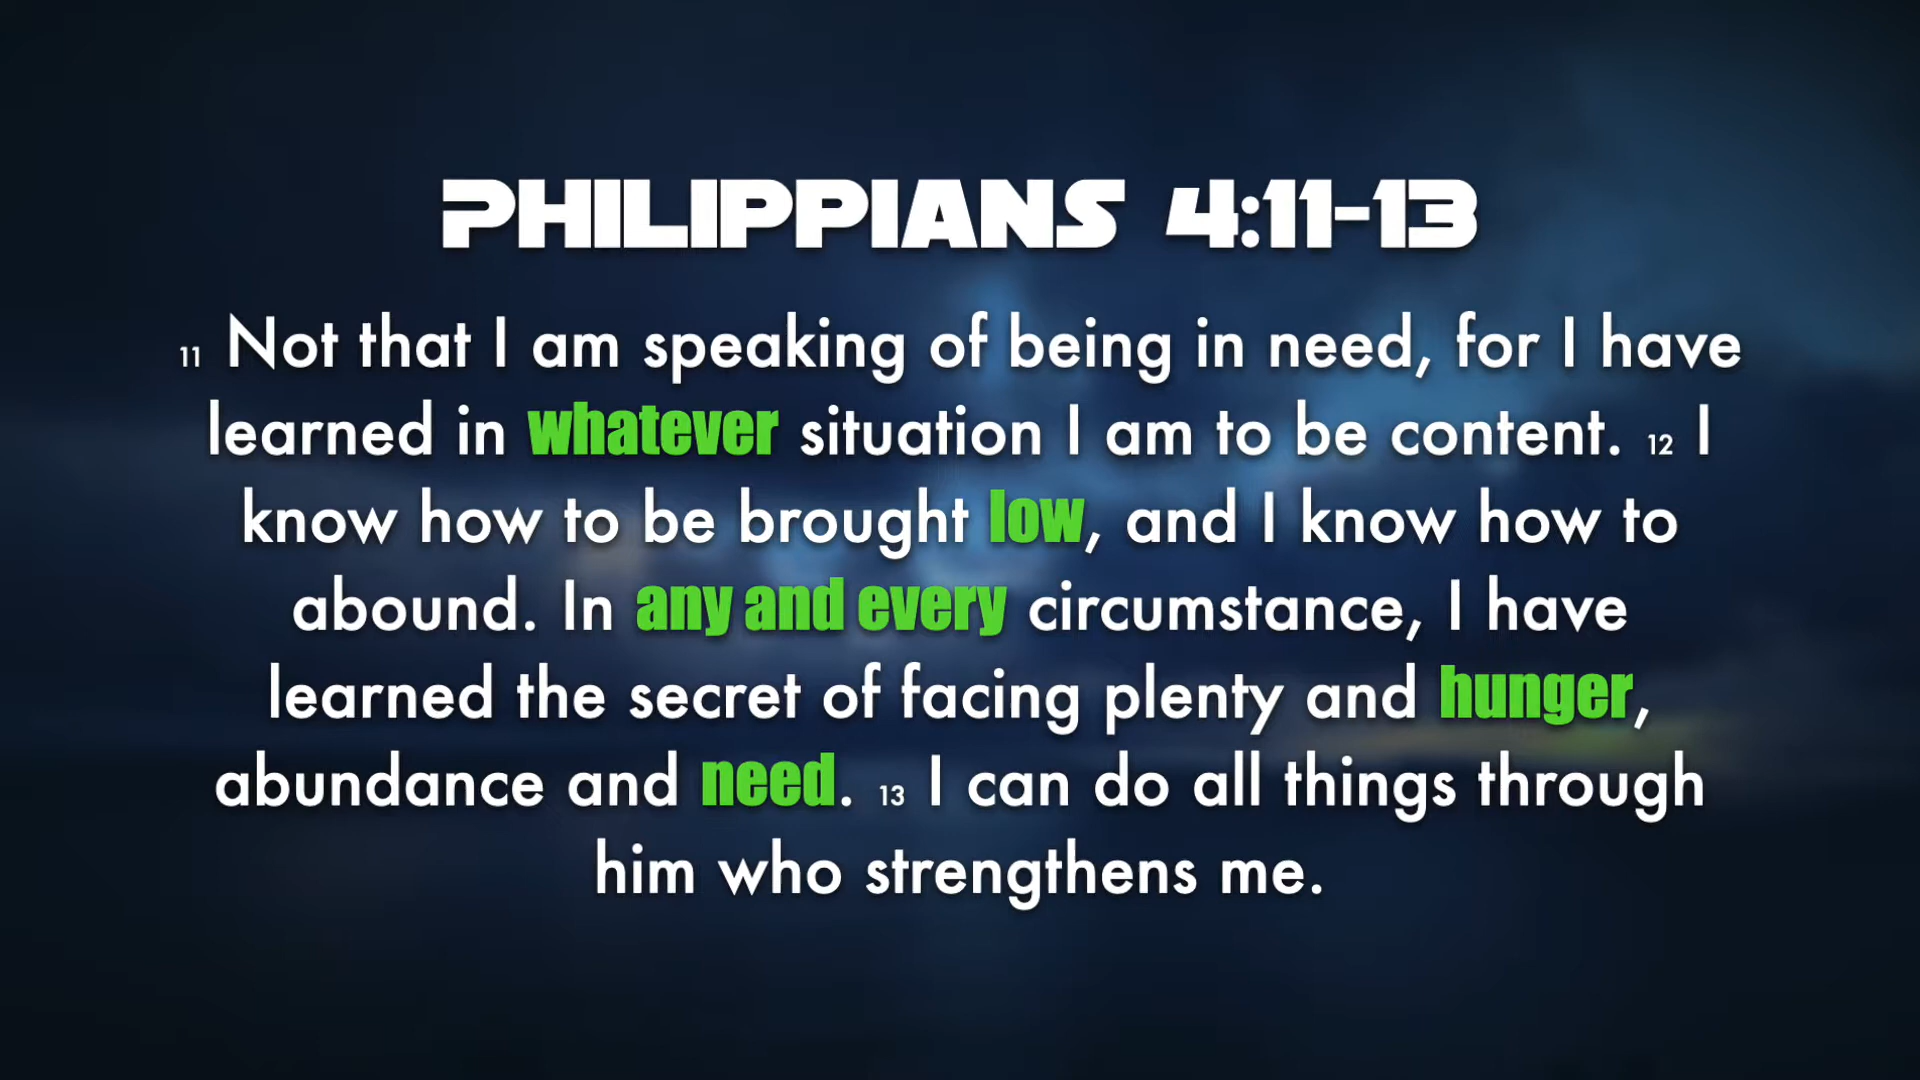 PHILIPPIANS 4:11-13
11 Not that I am speaking of being in need, for I have
learned in whatever situation I am to be content. 12 I
know how to be brought low, and I know how to
abound. In any and every circumstance, I have
learned the secret of facing plenty and hunger,
abundance and need. 13 I can do all things through
him who strengthens me.